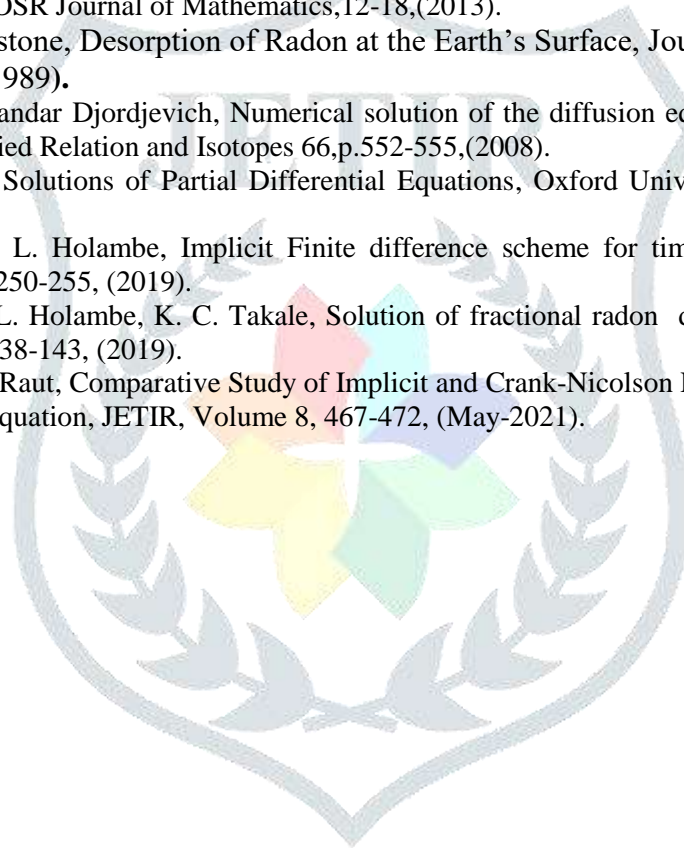 OSR Journal of Mathematics,12-18,(2013).
stone, Desorption of Radon at the Earth’s Surface, Jou
989).
andar Djordjevich, Numerical solution of the diffusion eq
ied Relation and Isotopes 66,p.552-555,(2008).
Solutions of Partial Differential Equations, Oxford Univ
L. Holambe, Implicit Finite difference scheme for tim
250-255, (2019).
L. Holambe, K. C. Takale, Solution of fractional radon d
38-143, (2019).
Raut, Comparative Study of Implicit and Crank-Nicolson
quation, JETIR, Volume 8, 467-472, (May-2021).
JETIR